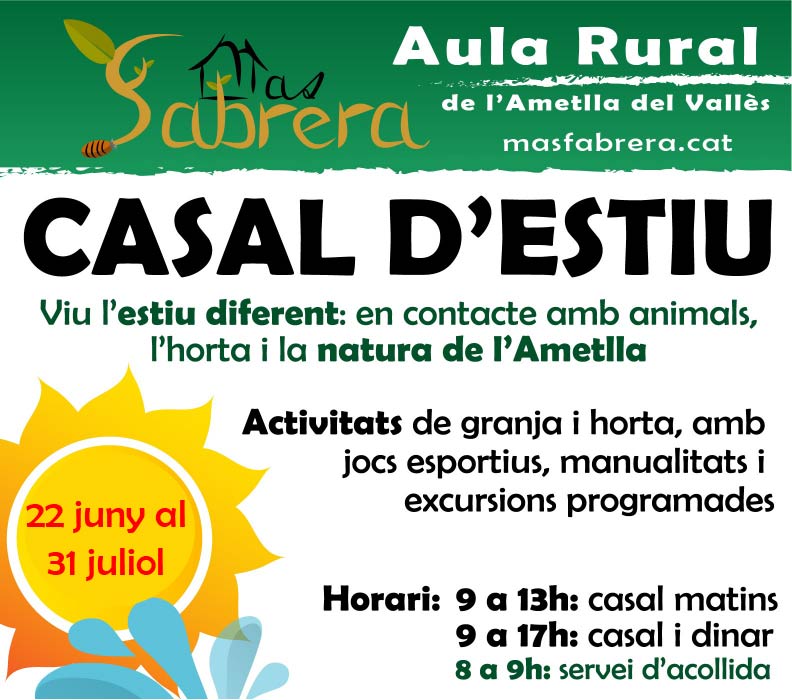 Mas
Fabrera
Aula Rural
de l'Ametlla del Vallès
masfabrera.cat
CASAL D'ESTIU
Viu l'estiu diferent: en contacte amb animals,
l'horta i la natura de l'Ametlla
Activitats de granja i horta, amb
jocs esportius, manualitats i
excursions programades
22 juny al
31 juliol
Horari: 9 a 13h: casal matins
9 a 17h: casal i dinar
8 a 9h: servei d'acollida